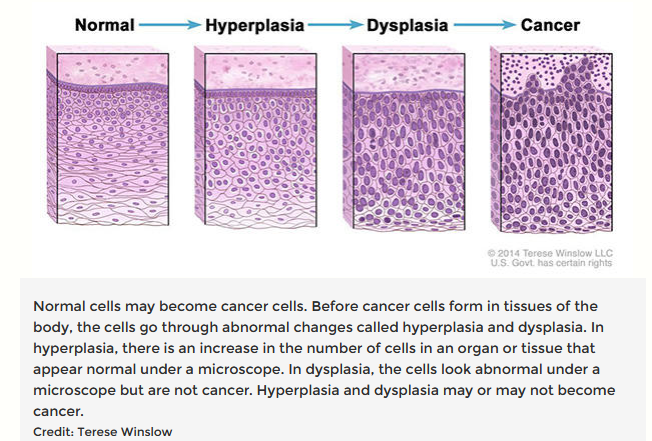 Normal → Hyperplasia → Dysplasia → Cancer
© 2014 Terese Winslow LLC
U.S. Govt. has certain rights
Normal cells may become cancer cells. Before cancer cells form in tissues of the
body, the cells go through abnormal changes called hyperplasia and dysplasia. In
hyperplasia, there is an increase in the number of cells in an organ or tissue that
appear normal under a microscope. In dysplasia, the cells look abnormal under a
microscope but are not cancer. Hyperplasia and dysplasia may or may not become
cancer.
Credit: Terese Winslow